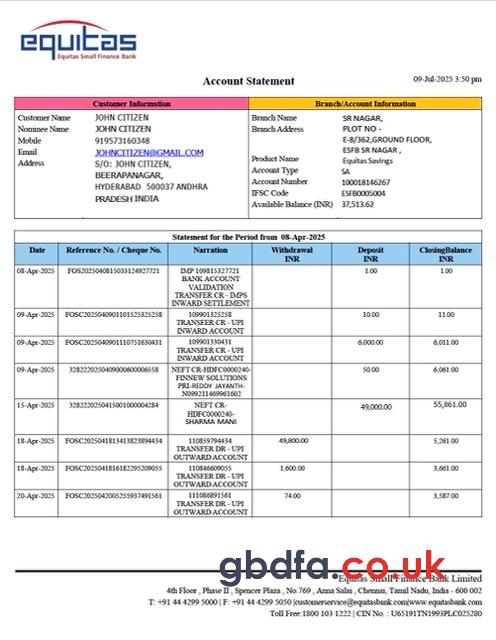 equitas
Equitas Small Finance Bank
Account Statement
09-Jul-2025 3:50 pm
Customer Information
Customer Name JOHN CITIZEN
Nominee Name JOHN CITIZEN
Mobile 919573160348
Email JOHNCITIZEN@GMAIL.COM
Address S/O: JOHN CITIZEN,
BEERAPANAGAR,
HYDERABAD 500037 ANDHRA
PRADESH INDIA
Branch/Account Information
Branch Name SR NAGAR,
Branch Address PLOT NO -
E-8/362,GROUND FLOOR,
ESFB SR NAGAR ,
Product Name Equitas Savings
Account Type SA
Account Number 100018146267
IFSC Code ESFB0005004
Available Balance (INR) 37,513.62
Statement for the Period from 08-Apr-2025
Date Reference No. / Cheque No. Narration Withdrawal INR Deposit INR ClosingBalance INR
08-Apr-2025 FOS2025040815033124927721 IMP 109815327721 1.00 1.00
BANK ACCOUNT
VALIDATION
TRANSFER CR - IMPS
INWARD SETTLEMENT
09-Apr-2025 FOSC2025040901101525325258 109901325258 10.00 11.00
TRANSFER CR - UPI
INWARD ACCOUNT
09-Apr-2025 FOSC2025040901110751630431 109901330431 6,000.00 6,011.00
TRANSFER CR - UPI
INWARD ACCOUNT
09-Apr-2025 32822220250409000600006558 NEFT CR-HDFC0000240- 50.00 6,061.00
FINNEW SOLUTIONS
PRI-REDDY JAYANTH-
N099211469961602
15-Apr-2025 32822220250415001000004284 NEFT CR- 49,000.00 55,061.00
HDFC0000240-
SHARMA MANI
18-Apr-2025 FOSC2025041813413823894434 110859794434 49,800.00 5,261.00
TRANSFER DR - UPI
OUTWARD ACCOUNT
18-Apr-2025 FOSC2025041816182295209055 110846609055 1,600.00 3,661.00
TRANSFER DR - UPI
OUTWARD ACCOUNT
20-Apr-2025 FOSC2025042005255937491561 111086891561 74.00 3,587.00
TRANSFER DR - UPI
OUTWARD ACCOUNT
gbdfa.co.uk
Equitas Small Finance Bank Limited
4th Floor , Phase II , Spencer Plaza , No.769 , Anna Salai , Chennai, Tamil Nadu, India - 600 002
T: +91 44 4299 5000 | F: +91 44 4299 5050 |customerservice@equitasbank.com|www.equitasbank.com
Toll Free:1800 103 1222 | CIN No. : U65191TN1993PLC025280